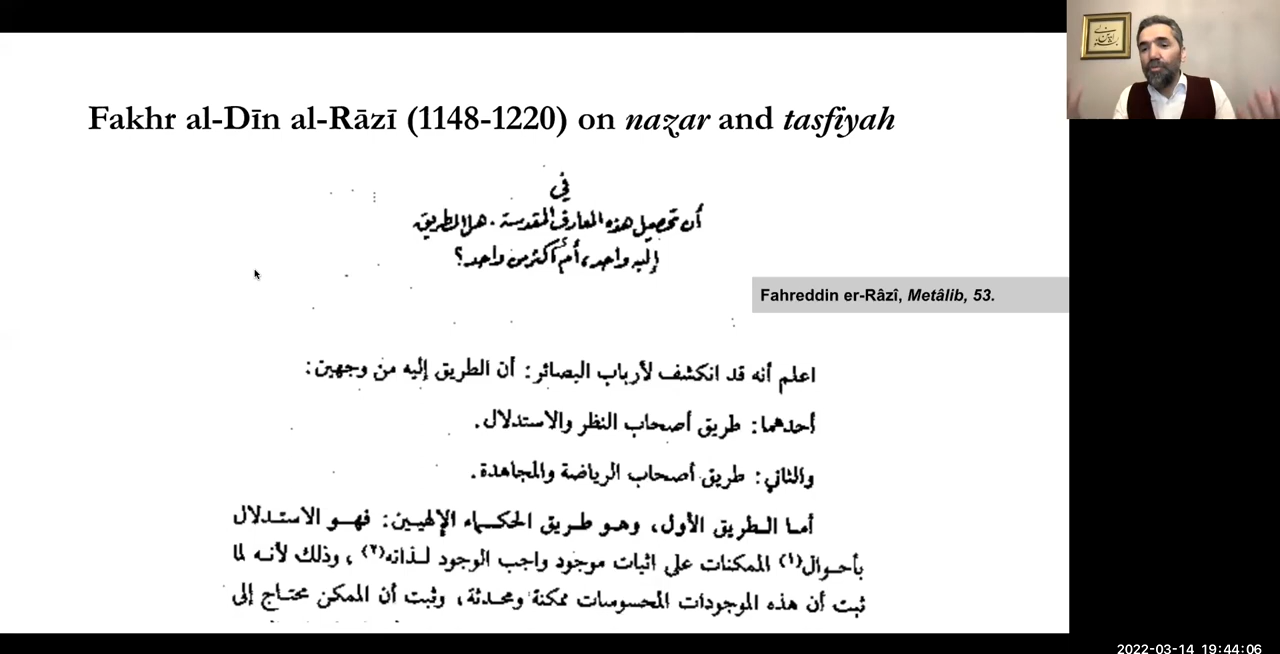 Fakhr al-Dīn al-Rāzī (1148-1220) on nazar and tasfiyah
في
أن تحصيل هذه المعارف المقدسة. هل الطريق
إليه واحد، أم أكثر من واحد؟
Fahreddin er-Râzî, Metâlib, 53.
اعلم أنه قد انكشف لأرباب البصائر: أن الطريق إليه من وجهين:
أحدهما: طريق أصحاب النظر والاستدلال.
والثاني: طريق أصحاب الرياضة والمجاهدة.
أما الطريق الأول، وهو طريق الحكماء الإلهيين: فهو الاستدلال
بأحوال(١) الممكنات على اثبات موجود واجب الوجود لذاته(٢)، وذلك لأنه لما
ثبت أن هذه الموجودات المحسوسات ممكنة ومحدثة، وثبت أن الممكن محتاج إلى
2022-03-14 19:44:06